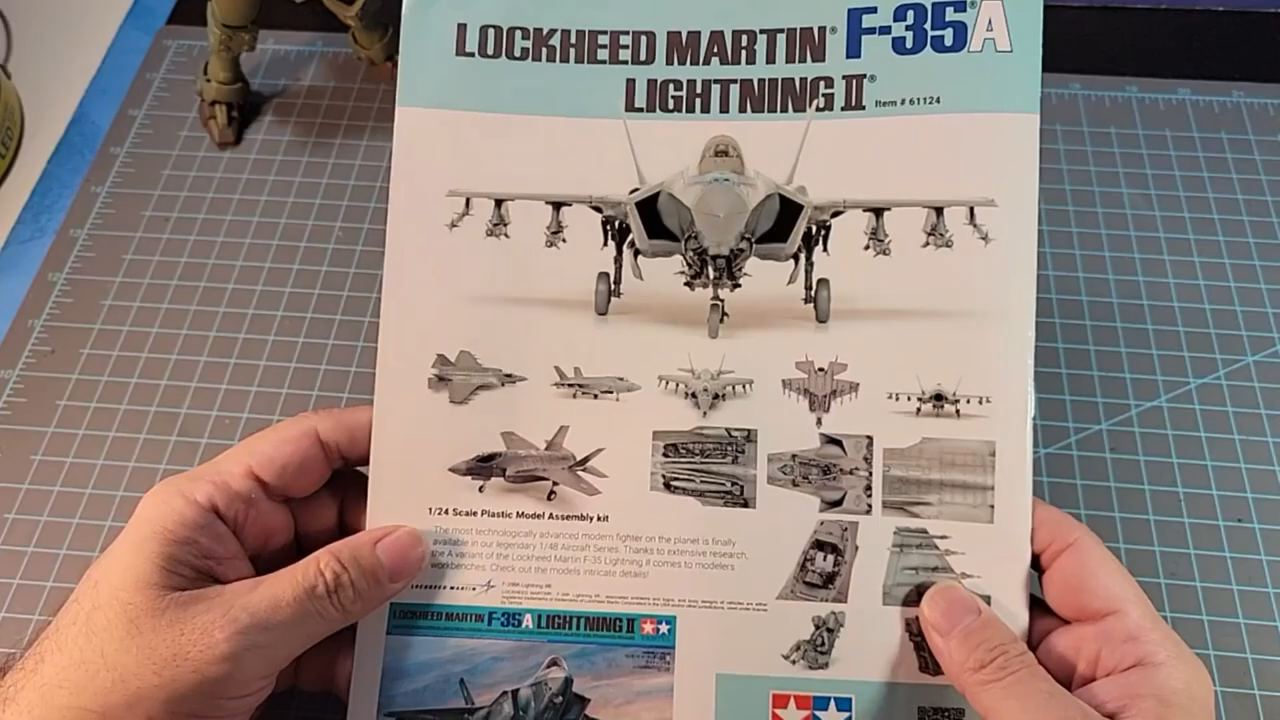 LOCKHEED MARTIN® F-35®A
LIGHTNING II®
Item # 61124
1/24 Scale Plastic Model Assembly kit
The most technologically advanced modern fighter on the planet is finally
available in our legendary 1/48 Aircraft Series. Thanks to extensive research,
the A variant of the Lockheed Martin F-35 Lightning II comes to modelers
workbenches. Check out the models intricate details!
LOCKHEED MARTIN
LOCKHEED MARTIN F-35A LIGHTNING II
TAMIYA
LED